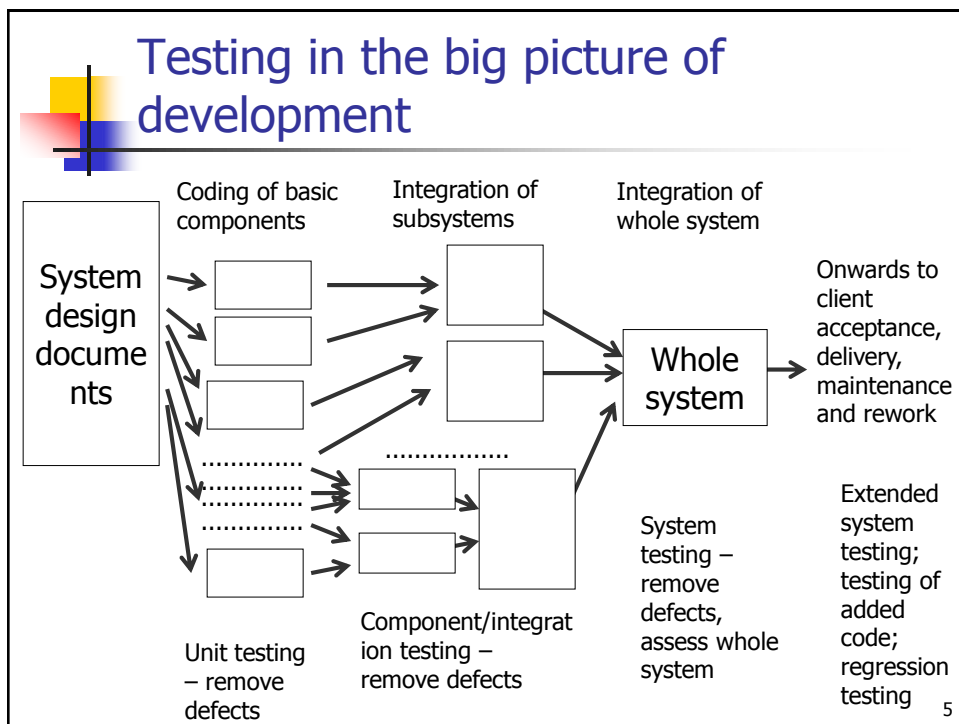 Testing in the big picture of
development
Coding of basic
components
Integration of
subsystems
Integration of
whole system
System
design
docume
nts
Whole
system
Onwards to
client
acceptance,
delivery,
maintenance
and rework
...............
...............
...............
...............
.................
Unit testing
– remove
defects
Component/integrat
ion testing –
remove defects
System
testing –
remove
defects,
assess whole
system
Extended
system
testing;
testing of
added
code;
regression
testing
5